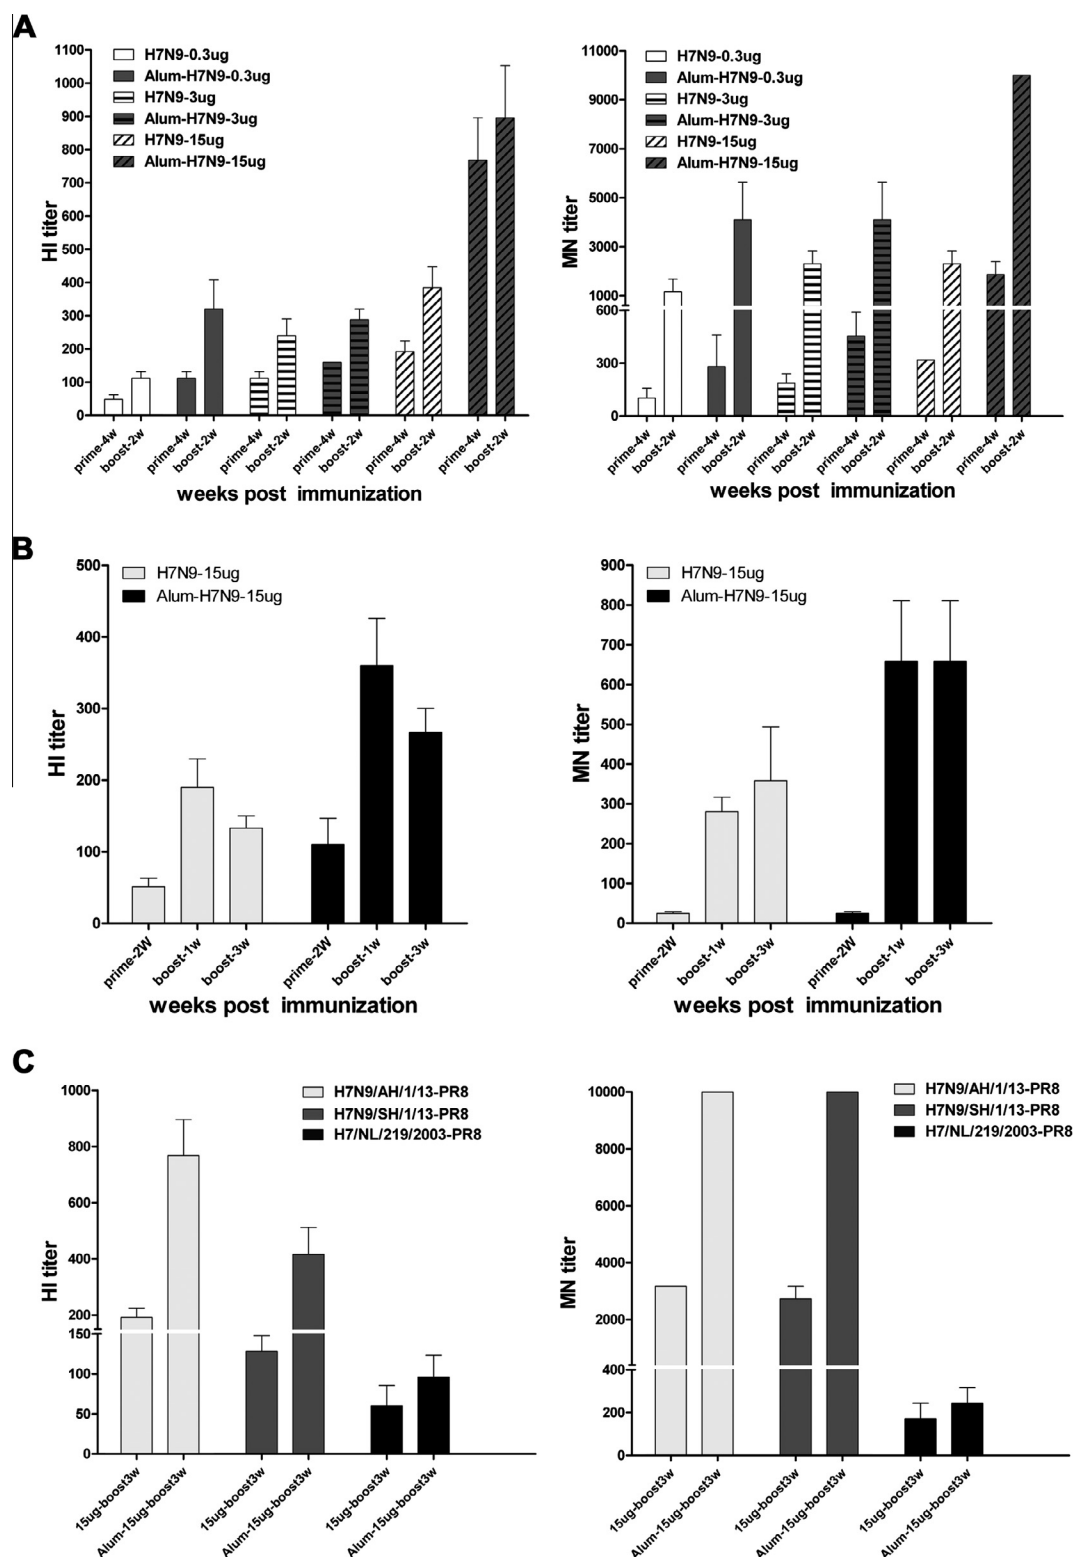 A
1100
1000
900
800
700
600
500
400
300
200
100
0
HI titer
H7N9-0.3ug
Alum-H7N9-0.3ug
H7N9-3ug
Alum-H7N9-3ug
H7N9-15ug
Alum-H7N9-15ug
prime-4w
boost-2w
prime-4w
boost-2w
prime-4w
boost-2w
prime-4w
boost-2w
prime-4w
boost-2w
prime-4w
boost-2w
weeks post immunization
11000
9000
7000
5000
3000
1000
600
300
0
MN titer
H7N9-0.3ug
Alum-H7N9-0.3ug
H7N9-3ug
Alum-H7N9-3ug
H7N9-15ug
Alum-H7N9-15ug
prime-4w
boost-2w
prime-4w
boost-2w
prime-4w
boost-2w
prime-4w
boost-2w
prime-4w
boost-2w
prime-4w
boost-2w
weeks post immunization
B
500
400
300
200
100
0
HI titer
H7N9-15ug
Alum-H7N9-15ug
prime-2W
boost-1w
boost-3w
prime-2W
boost-1w
boost-3w
weeks post immunization
900
800
700
600
500
400
300
200
100
0
MN titer
H7N9-15ug
Alum-H7N9-15ug
prime-2W
boost-1w
boost-3w
prime-2W
boost-1w
boost-3w
weeks post immunization
C
1000
800
600
400
200
150
100
50
0
HI titer
H7N9/AH/1/13-PR8
H7N9/SH/1/13-PR8
H7/NL/219/2003-PR8
15ug-boost3w
Alum-15ug-boost3w
15ug-boost3w
Alum-15ug-boost3w
15ug-boost3w
Alum-15ug-boost3w
10000
8000
6000
4000
2000
400
200
0
MN titer
H7N9/AH/1/13-PR8
H7N9/SH/1/13-PR8
H7/NL/219/2003-PR8
15ug-boost3w
Alum-15ug-boost3w
15ug-boost3w
Alum-15ug-boost3w
15ug-boost3w
Alum-15ug-boost3w